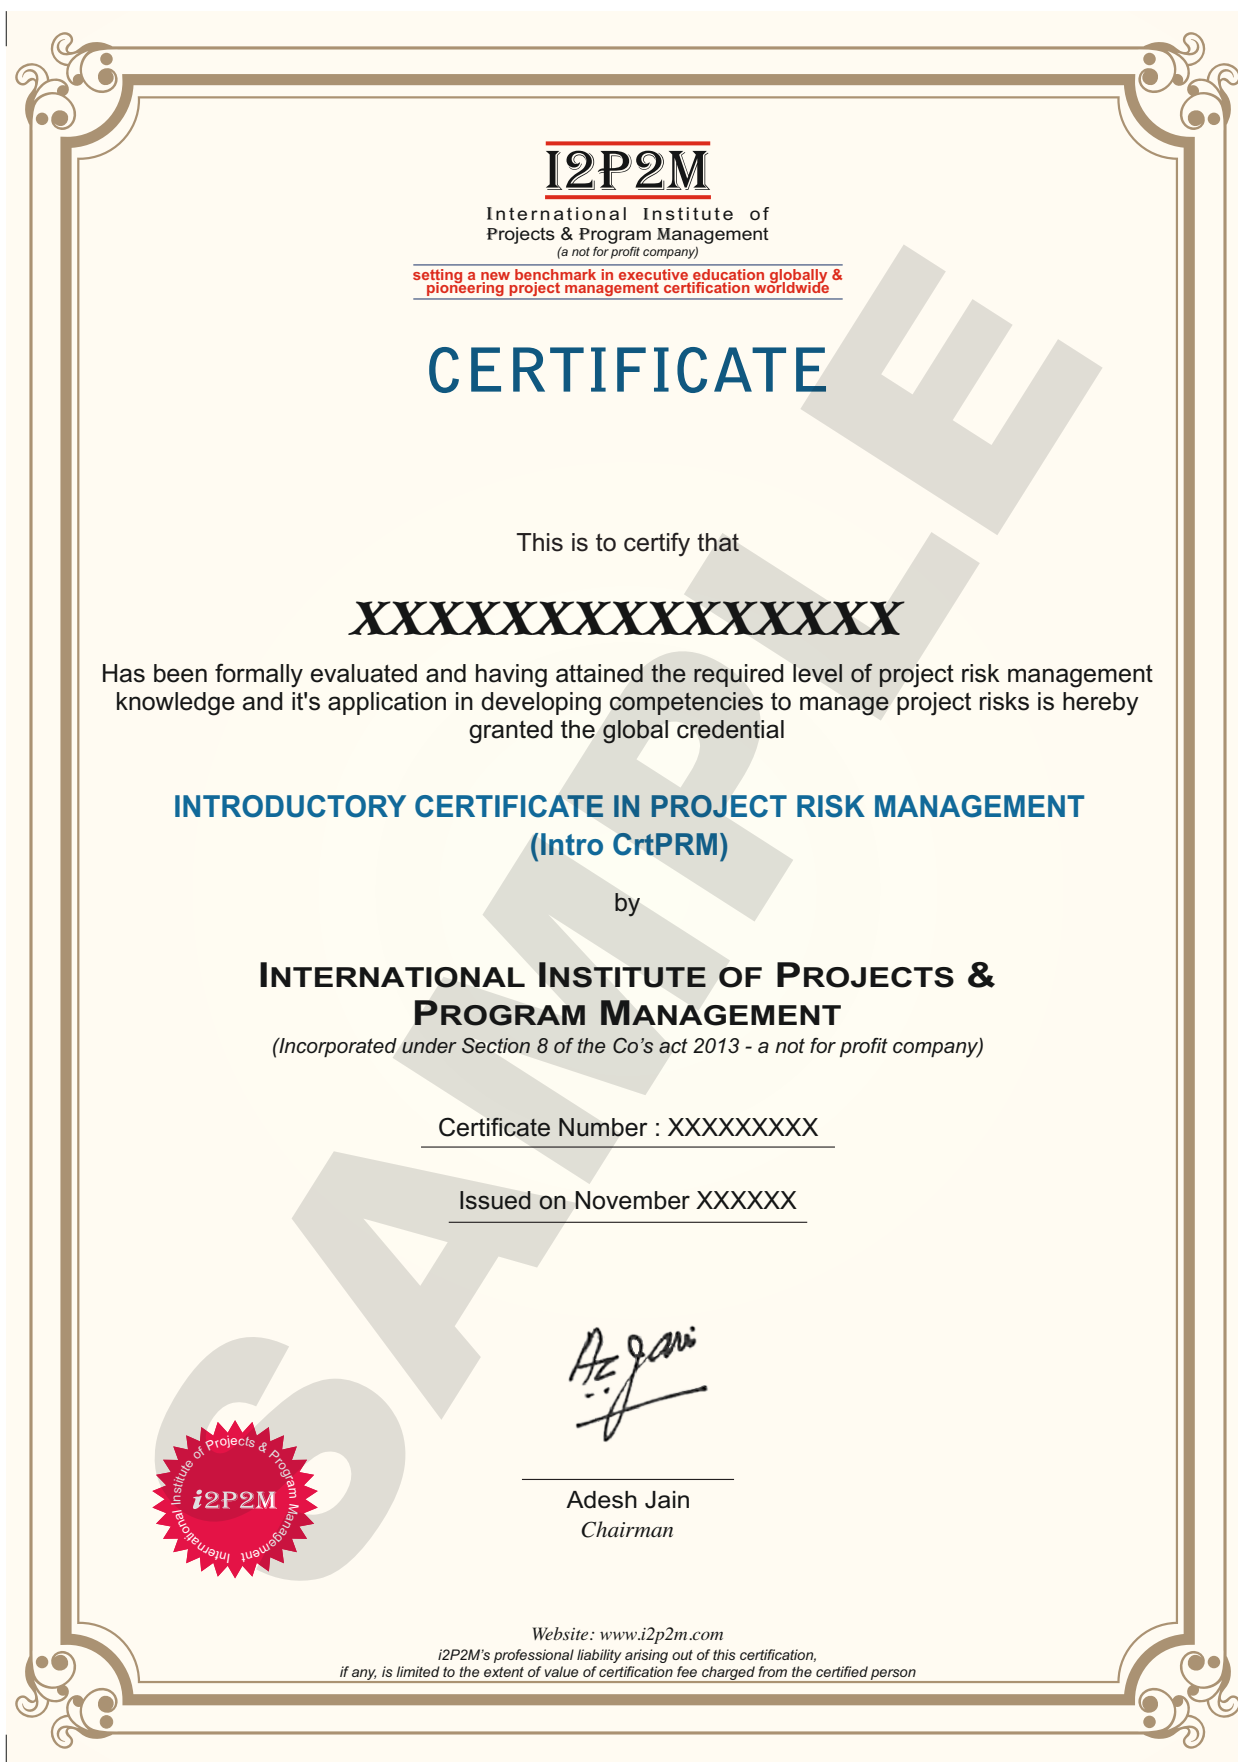 I2P2M
International Institute of
Projects & Program Management
(a not for profit company)
setting a new benchmark in executive education globally &
pioneering project management certification worldwide
CERTIFICATE
This is to certify that
XXXXXXXXXXXXXXX
Has been formally evaluated and having attained the required level of project risk management
knowledge and it's application in developing competencies to manage project risks is hereby
granted the global credential
INTRODUCTORY CERTIFICATE IN PROJECT RISK MANAGEMENT
(Intro CrtPRM)
by
INTERNATIONAL INSTITUTE OF PROJECTS &
PROGRAM MANAGEMENT
(Incorporated under Section 8 of the Co’s act 2013 - a not for profit company)
Certificate Number : XXXXXXXXX
Issued on November XXXXXX
SAMPLE
International Institute of Projects & Program Management
i2P2M
Adesh Jain
Chairman
Website: www.i2p2m.com
i2P2M’s professional liability arising out of this certification,
if any, is limited to the extent of value of certification fee charged from the certified person